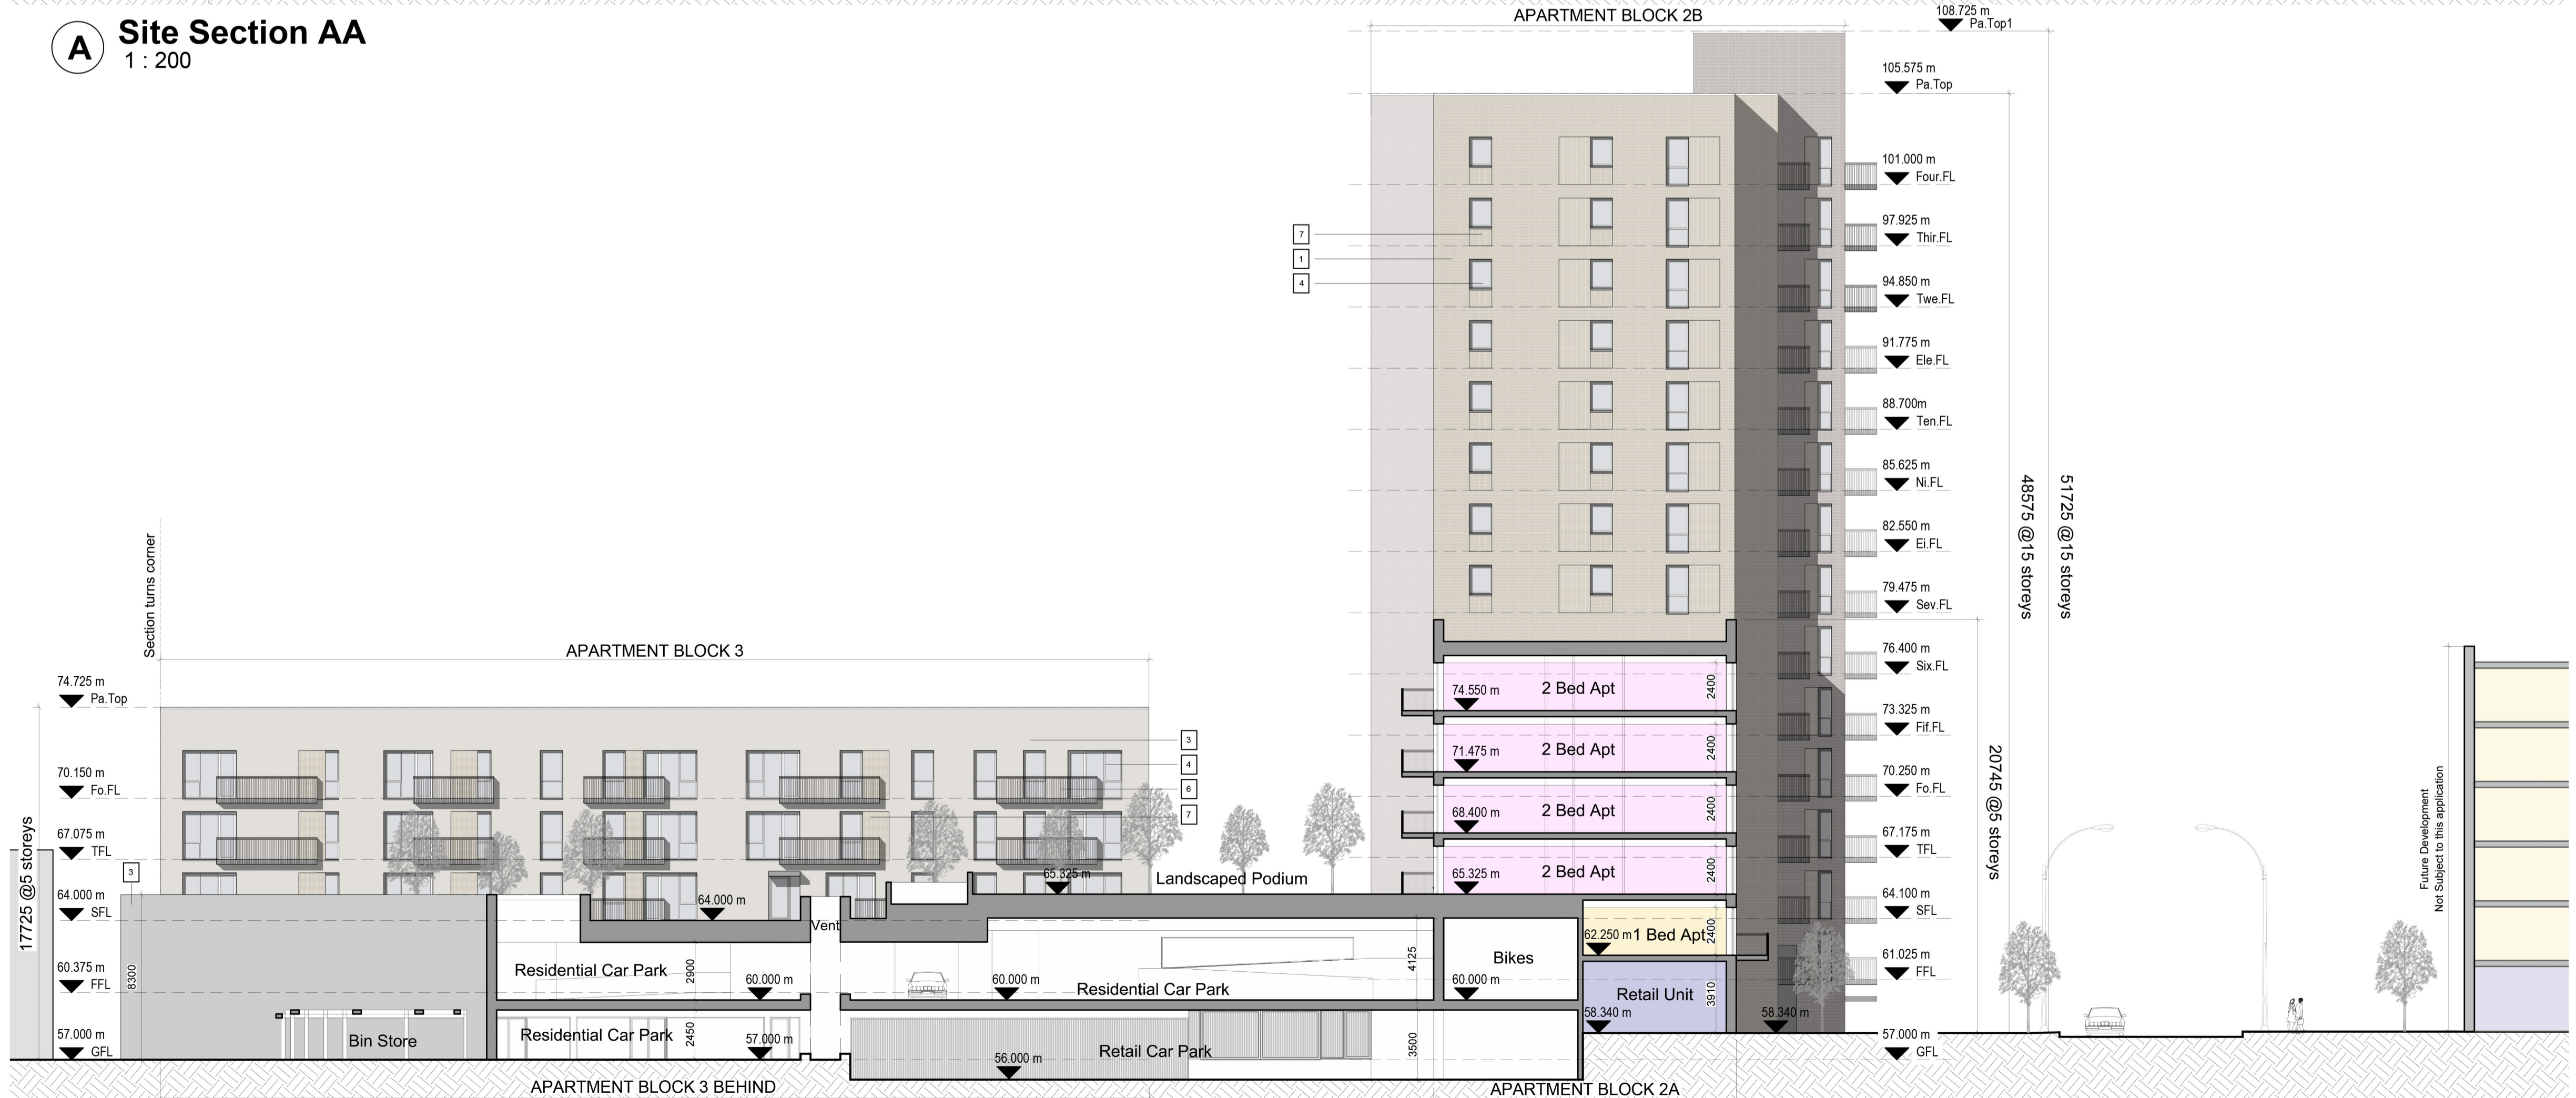 A
Site Section AA
1 : 200
APARTMENT BLOCK 2B
108.725 m
Pa.Top1
105.575 m
Pa.Top
101.000 m
Four.FL
97.925 m
Thir.FL
94.850 m
Twe.FL
91.775 m
Ele.FL
88.700m
Ten.FL
85.625 m
Ni.FL
82.550 m
Ei.FL
79.475 m
Sev.FL
76.400 m
Six.FL
73.325 m
Fif.FL
70.250 m
Fo.FL
67.175 m
TFL
64.100 m
SFL
61.025 m
FFL
57.000 m
GFL
48575 @15 storeys
51725 @15 storeys
20745 @5 storeys
7
1
4
Section turns corner
APARTMENT BLOCK 3
74.725 m
Pa.Top
70.150 m
Fo.FL
67.075 m
TFL
64.000 m
SFL
60.375 m
FFL
57.000 m
GFL
17725 @5 storeys
3
8300
3
4
6
7
65.325 m
Landscaped Podium
64.000 m
Vent
74.550 m
2 Bed Apt
2400
71.475 m
2 Bed Apt
2400
68.400 m
2 Bed Apt
2400
65.325 m
2 Bed Apt
2400
62.250 m
1 Bed Apt
2400
Bikes
60.000 m
Retail Unit
3910
58.340 m
58.340 m
Residential Car Park
2900
60.000 m
60.000 m
Residential Car Park
4125
Bin Store
Residential Car Park
2450
57.000 m
56.000 m
Retail Car Park
3500
APARTMENT BLOCK 3 BEHIND
APARTMENT BLOCK 2A
Future Development
Not Subject to this application